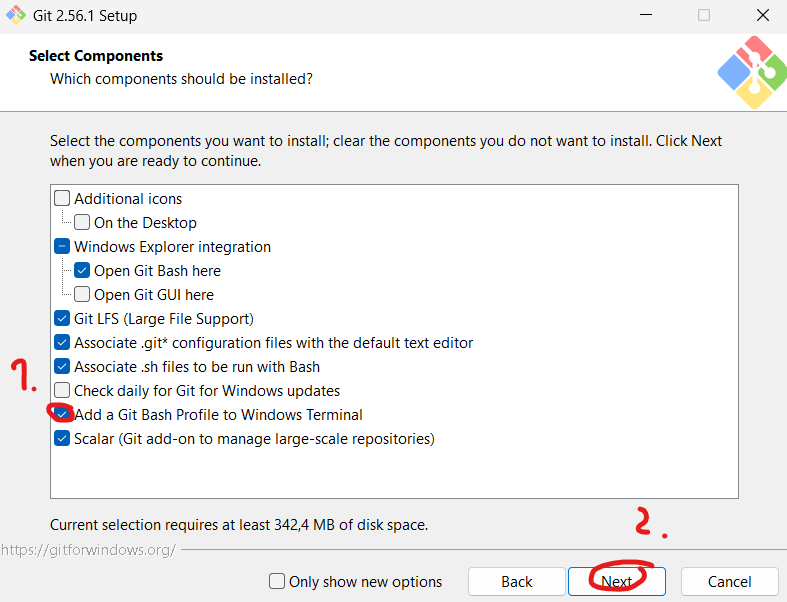 Git 2.56.1 Setup
Select Components
Which components should be installed?
Select the components you want to install; clear the components you do not want to install. Click Next
when you are ready to continue.
Additional icons
On the Desktop
Windows Explorer integration
Open Git Bash here
Open Git GUI here
Git LFS (Large File Support)
Associate .git* configuration files with the default text editor
Associate .sh files to be run with Bash
1.
Check daily for Git for Windows updates
Add a Git Bash Profile to Windows Terminal
Scalar (Git add-on to manage large-scale repositories)
Current selection requires at least 342,4 MB of disk space.
2.
https://gitforwindows.org/
Only show new options
Back
Next
Cancel